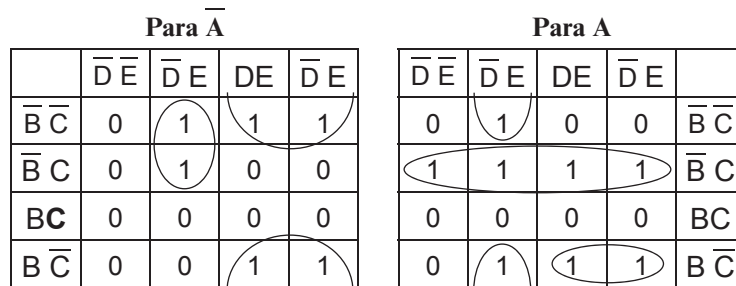 Para A̅ Para A
D̅ E̅ D̅ E DE D̅ E D̅ E̅ D̅ E DE D̅ E
B̅ C̅ 0 1 1 1 0 1 0 0 B̅ C̅
B̅ C 0 1 0 0 1 1 1 1 B̅ C
BC 0 0 0 0 0 0 0 0 BC
B C̅ 0 0 1 1 0 1 1 1 B C̅